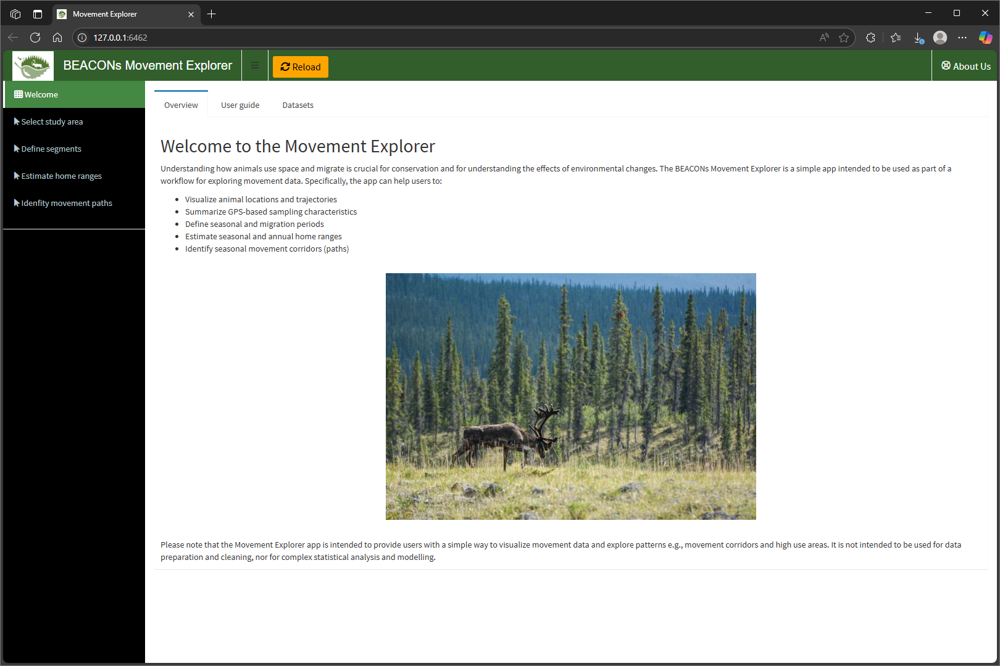 Movement Explorer
127.0.0.1:6462
BEACONs Movement Explorer
Reload
About Us
Welcome
Select study area
Define segments
Estimate home ranges
Idenfity movement paths
Overview
User guide
Datasets
Welcome to the Movement Explorer
Understanding how animals use space and migrate is crucial for conservation and for understanding the effects of environmental changes. The BEACONs Movement Explorer is a simple app intended to be used as part of a
workflow for exploring movement data. Specifically, the app can help users to:
Visualize animal locations and trajectories
Summarize GPS-based sampling characteristics
Define seasonal and migration periods
Estimate seasonal and annual home ranges
Identify seasonal movement corridors (paths)
Please note that the Movement Explorer app is intended to provide users with a simple way to visualize movement data and explore patterns e.g., movement corridors and high use areas. It is not intended to be used for data
preparation and cleaning, nor for complex statistical analysis and modelling.